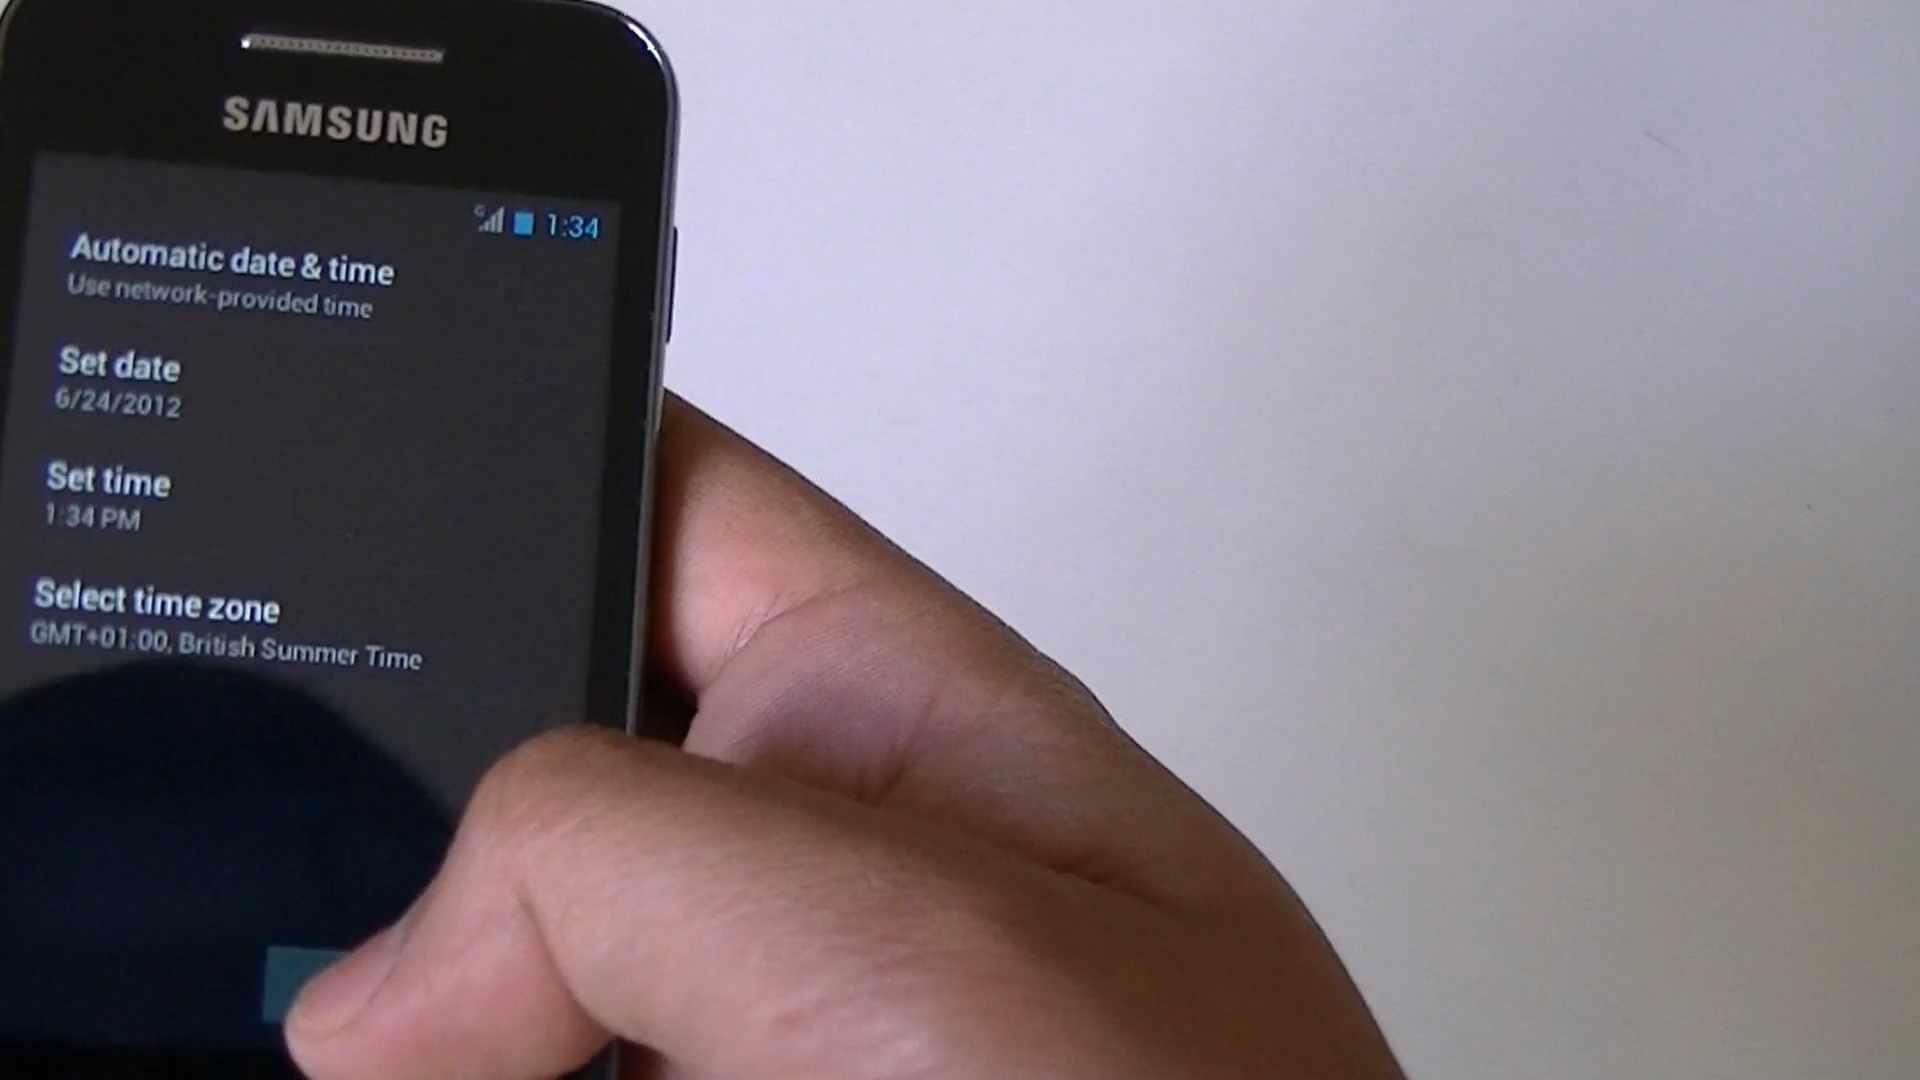 SAMSUNG
G 1:34
Automatic date & time
Use network-provided time
Set date
6/24/2012
Set time
1:34 PM
Select time zone
GMT+01:00, British Summer Time